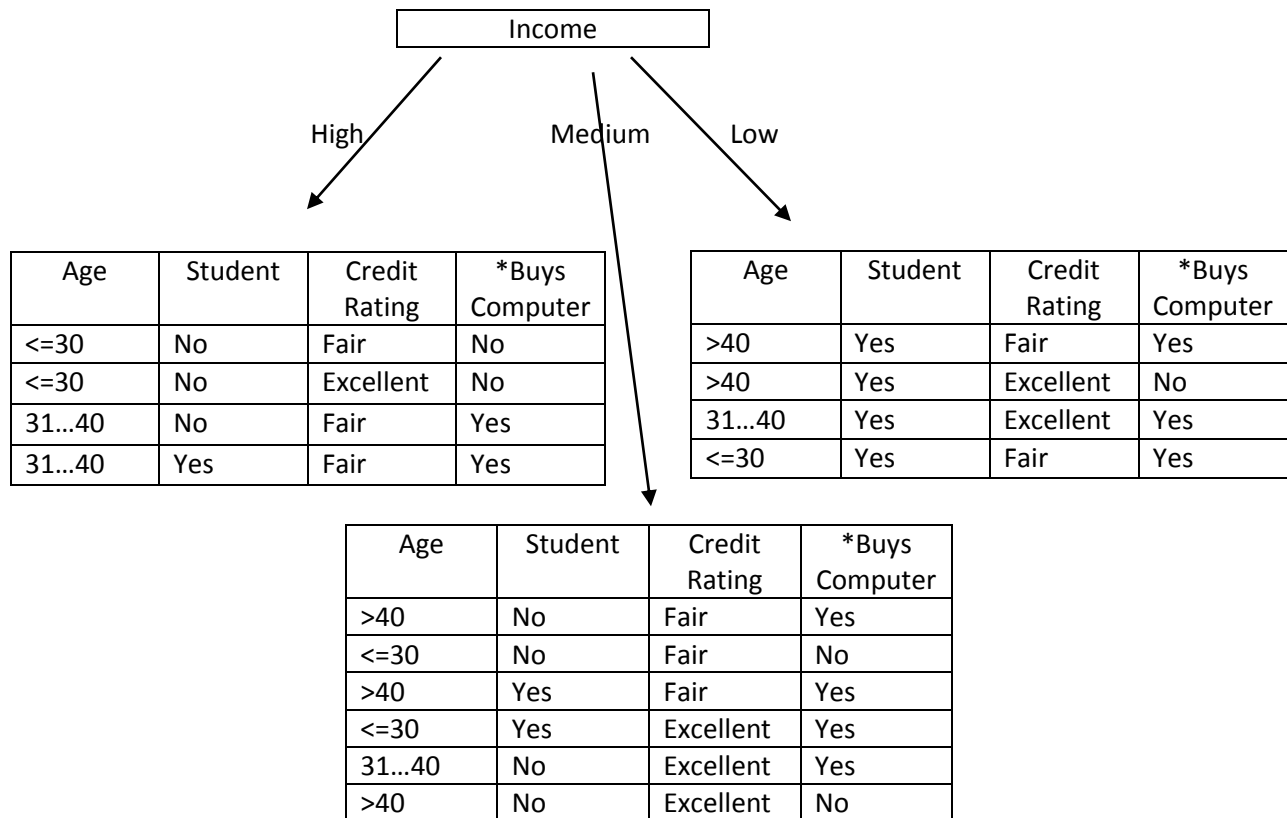 Income
High Medium Low
Age Student Credit Rating *Buys Computer
<=30 No Fair No
<=30 No Excellent No
31...40 No Fair Yes
31...40 Yes Fair Yes
Age Student Credit Rating *Buys Computer
>40 Yes Fair Yes
>40 Yes Excellent No
31...40 Yes Excellent Yes
<=30 Yes Fair Yes
Age Student Credit Rating *Buys Computer
>40 No Fair Yes
<=30 No Fair No
>40 Yes Fair Yes
<=30 Yes Excellent Yes
31...40 No Excellent Yes
>40 No Excellent No